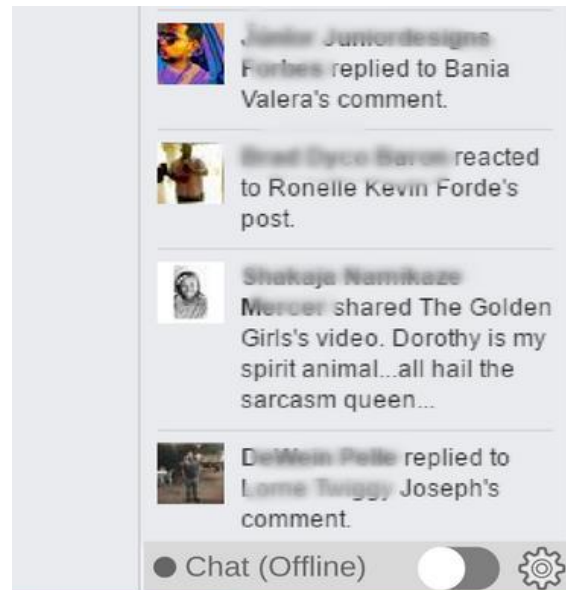 replied to Bania
Valera's comment.
reacted
to Ronelle Kevin Forde's
post.
shared The Golden
Girls's video. Dorothy is my
spirit animal...all hail the
sarcasm queen...
replied to
Joseph's
comment.
Chat (Offline)